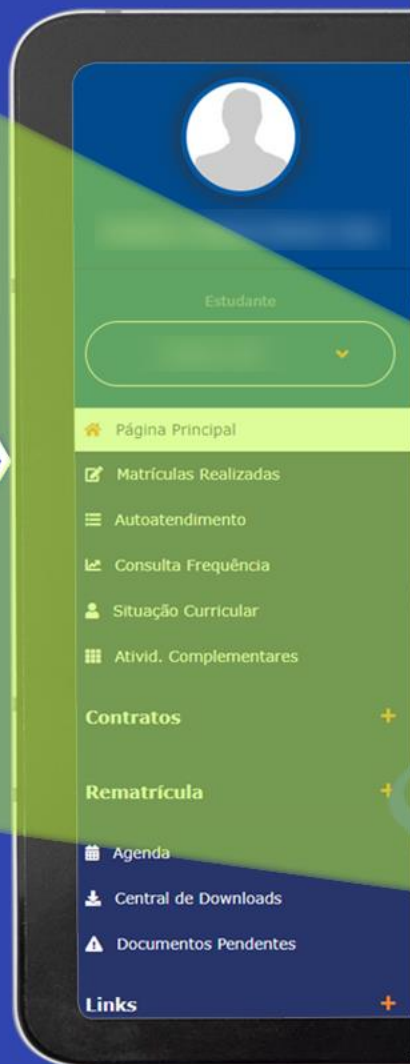 Estudante
Página Principal
Matrículas Realizadas
Autoatendimento
Consulta Frequência
Situação Curricular
Ativid. Complementares
Contratos
Rematrícula
Agenda
Central de Downloads
Documentos Pendentes
Links